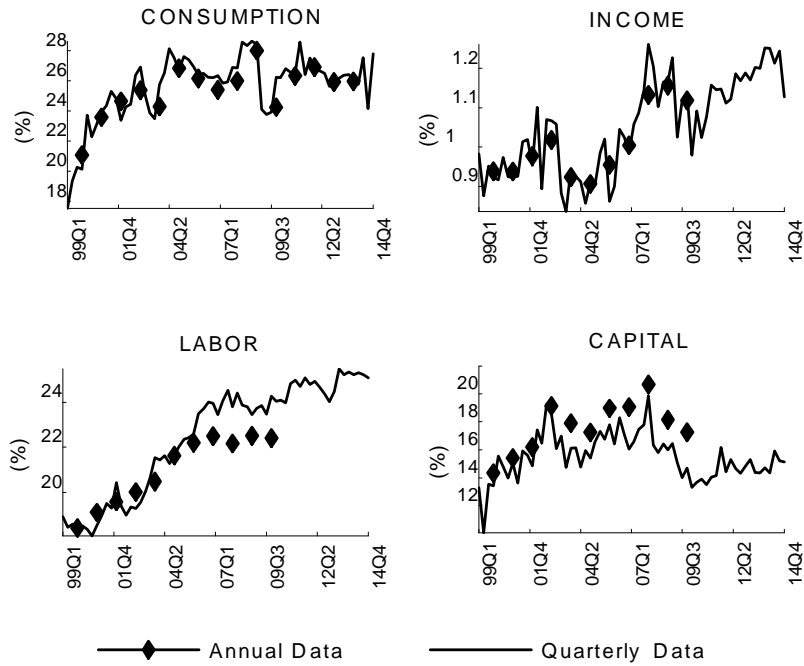 CONSUMPTION
28
26
24
22
20
18
(%)
99Q1
01Q4
04Q2
07Q1
09Q3
12Q2
14Q4
INCOME
1.2
1.1
1
0.9
(%)
99Q1
01Q4
04Q2
07Q1
09Q3
12Q2
14Q4
LABOR
24
22
20
(%)
99Q1
01Q4
04Q2
07Q1
09Q3
12Q2
14Q4
CAPITAL
20
18
16
14
12
(%)
99Q1
01Q4
04Q2
07Q1
09Q3
12Q2
14Q4
Annual Data
Quarterly Data